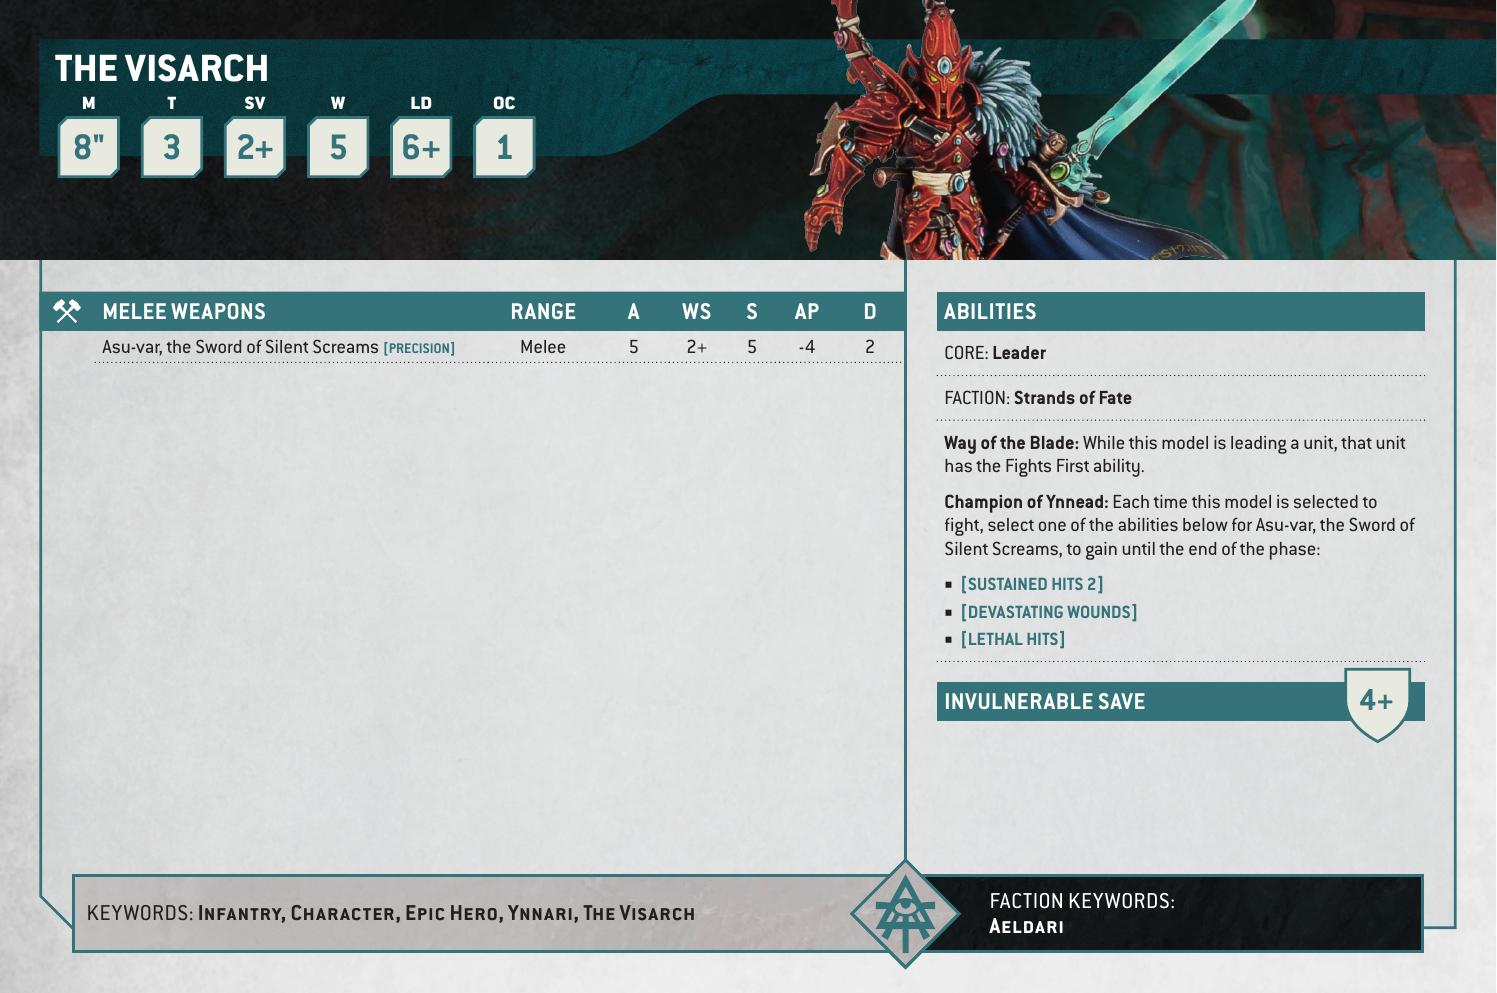 THE VISARCH
M T SV W LD OC
8" 3 2+ 5 6+ 1
MELEE WEAPONS RANGE A WS S AP D
Asu-var, the Sword of Silent Screams [PRECISION] Melee 5 2+ 5 -4 2
ABILITIES
CORE: Leader
FACTION: Strands of Fate
Way of the Blade: While this model is leading a unit, that unit
has the Fights First ability.
Champion of Ynnead: Each time this model is selected to
fight, select one of the abilities below for Asu-var, the Sword of
Silent Screams, to gain until the end of the phase:
▪ [SUSTAINED HITS 2]
▪ [DEVASTATING WOUNDS]
▪ [LETHAL HITS]
INVULNERABLE SAVE 4+
KEYWORDS: INFANTRY, CHARACTER, EPIC HERO, YNNARI, THE VISARCH
FACTION KEYWORDS:
AELDARI